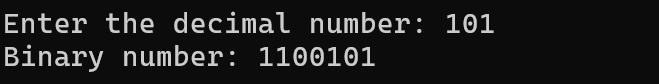 Enter the decimal number: 101
Binary number: 1100101